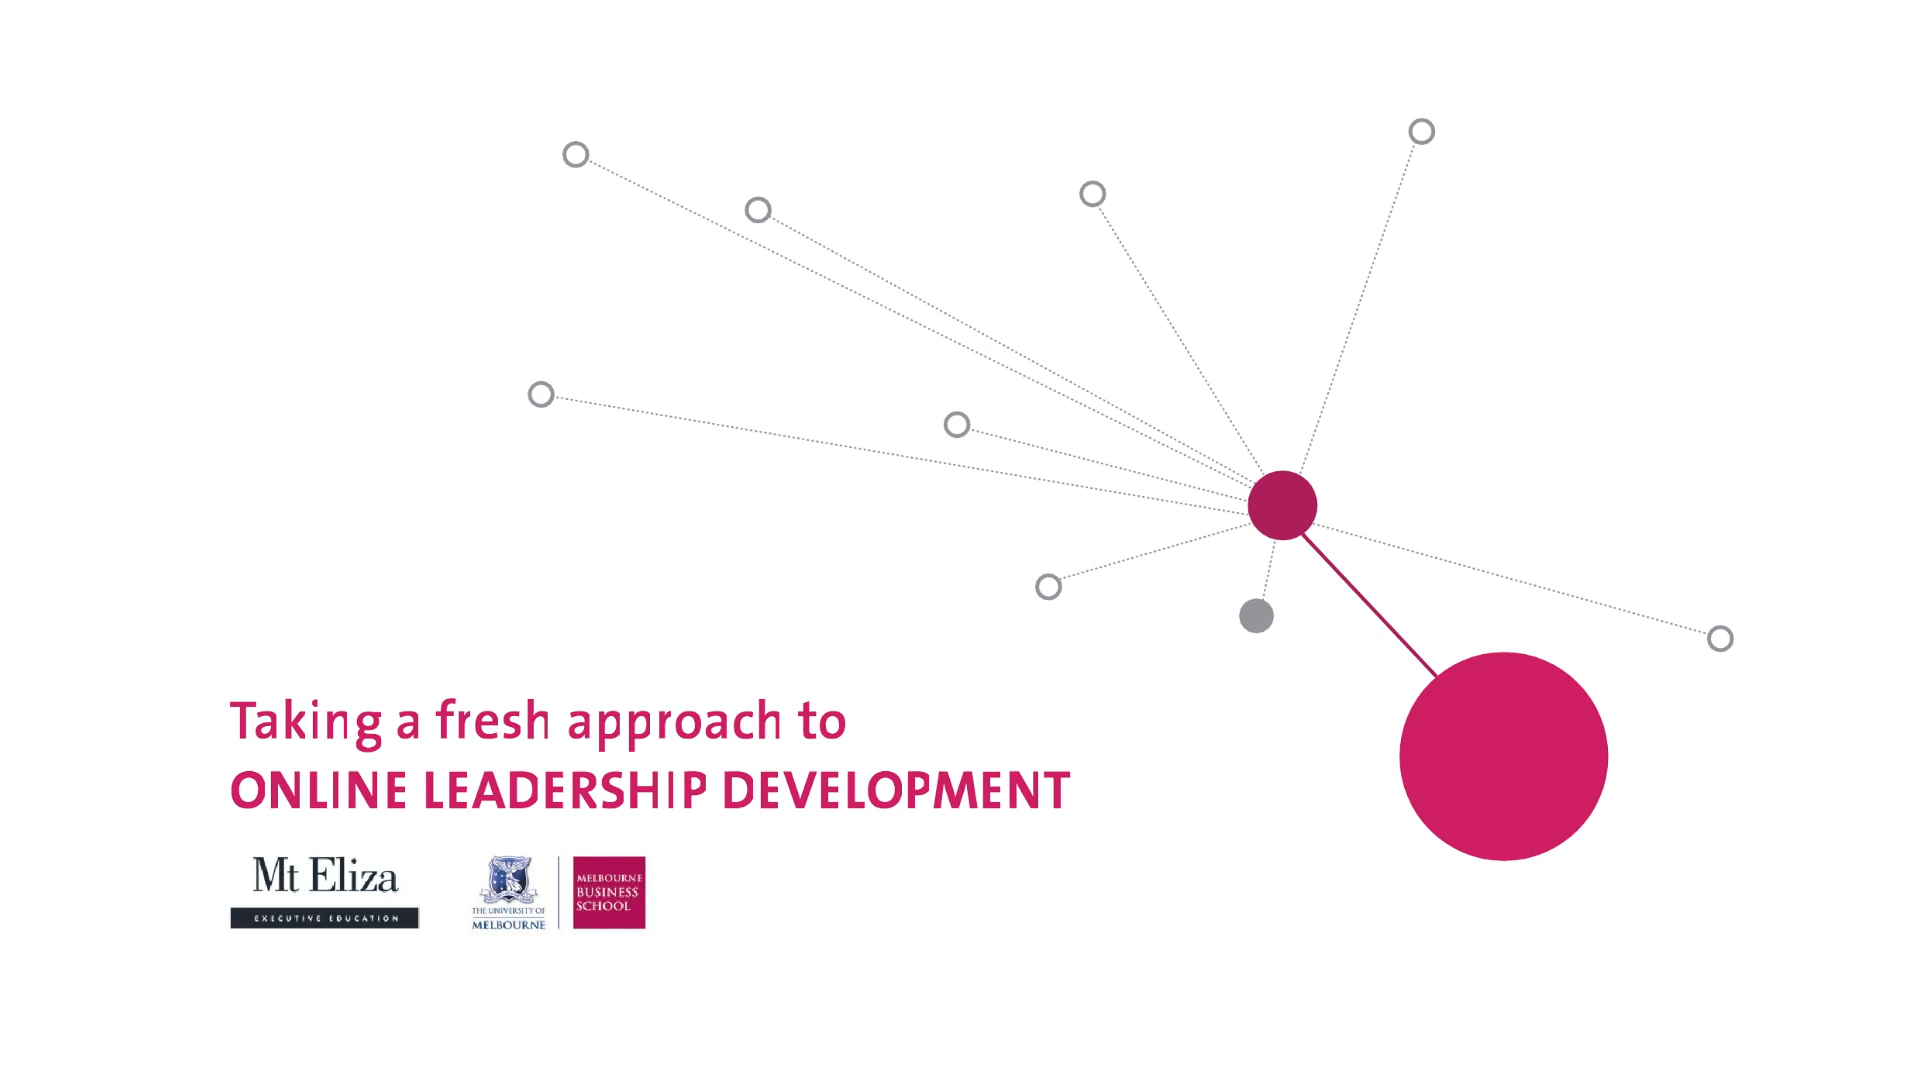 Taking a fresh approach to
ONLINE LEADERSHIP DEVELOPMENT
Mt Eliza
EXECUTIVE EDUCATION
THE UNIVERSITY OF
MELBOURNE
MELBOURNE
BUSINESS
SCHOOL